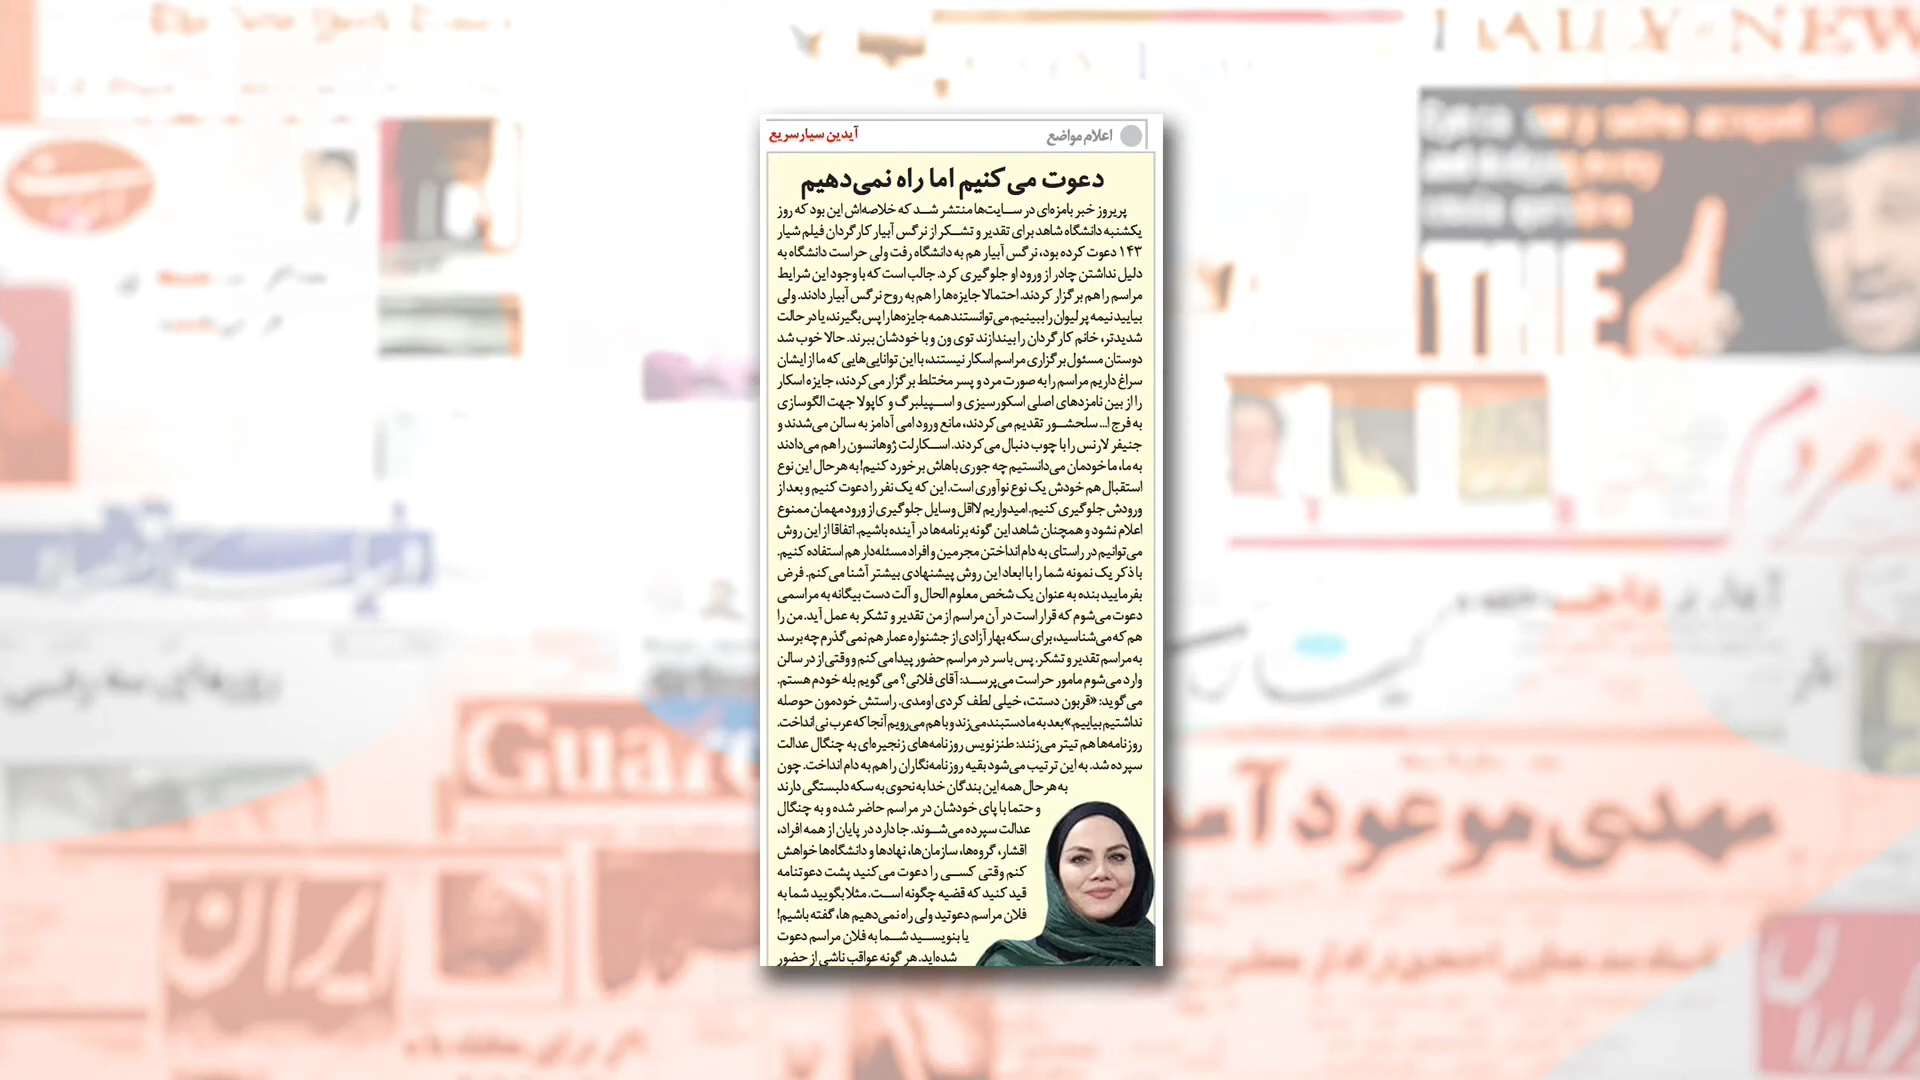 اعلام مواضع
آیدین سیارسریع
دعوت می‌کنیم اما راه نمی‌دهیم
پریروز خبر بامزه‌ای در سایت‌ها منتشر شد که خلاصه‌اش این بود که روز
یکشنبه دانشگاه شاهد برای تقدیر و تشکر از نرگس آبیار کارگردان فیلم شیار
۱۴۳ دعوت کرده بود، نرگس آبیار هم به دانشگاه رفت ولی حراست دانشگاه به
دلیل نداشتن چادر از ورود او جلوگیری کرد. جالب است که با وجود این شرایط
مراسم را هم برگزار کردند. احتمالا جایزه‌ها را هم به روح نرگس آبیار دادند. ولی
بیایید نیمه پر لیوان را ببینیم. می‌توانستند همه جایزه‌ها را پس بگیرند، یا در حالت
شدیدتر، خانم کارگردان را بیندازند توی ون و با خودشان ببرند. حالا خوب شد
دوستان مسئول برگزاری مراسم اسکار نیستند، با این توانایی‌هایی که ما از ایشان
سراغ داریم مراسم را به صورت مرد و پسر مختلط برگزار می‌کردند، جایزه اسکار
را از بین نامزدهای اصلی اسکورسیزی و اسپیلبرگ و کاپولا جهت الگوسازی
به فرج ا... سلحشور تقدیم می‌کردند، مانع ورود امی آدامز به سالن می‌شدند و
جنیفر لارنس را با چوب دنبال می‌کردند. اسکارلت ژوهانسون را هم می‌دادند
به ما، ما خودمان می‌دانستیم چه جوری باهاش برخورد کنیم! به هر حال این نوع
استقبال هم خودش یک نوع نوآوری است. این که یک نفر را دعوت کنیم و بعد از
ورودش جلوگیری کنیم. امیدواریم لااقل وسایل جلوگیری از ورود مهمان ممنوع
اعلام نشود و همچنان شاهد این گونه برنامه‌ها در آینده باشیم. اتفاقا از این روش
می‌توانیم در راستای به دام انداختن مجرمین و افراد مسئله‌دار هم استفاده کنیم.
با ذکر یک نمونه شما را با ابعاد این روش پیشنهادی بیشتر آشنا می‌کنم. فرض
بفرمایید بنده به عنوان یک شخص معلوم الحال و آلت دست بیگانه به مراسمی
دعوت می‌شوم که قرار است در آن مراسم از من تقدیر و تشکر به عمل آید. من را
هم که می‌شناسید، برای سکه بهار آزادی از جشنواره عمار هم نمی‌گذرم چه برسد
به مراسم تقدیر و تشکر. پس با سر در مراسم حضور پیدا می کنم و وقتی از در سالن
وارد می‌شوم مامور حراست می‌پرسد: آقای فلانی؟ می‌گویم بله خودم هستم.
می‌گوید: «قربون دستت، خیلی لطف کردی اومدی. راستش خودمون حوصله
نداشتیم بیاییم.» بعد به ما دستبند می‌زند و با هم می‌رویم آنجا که عرب نی انداخت.
روزنامه‌ها هم تیتر می‌زنند: طنزنویس روزنامه‌های زنجیره‌ای به چنگال عدالت
سپرده شد. به این ترتیب می‌شود بقیه روزنامه‌نگاران را هم به دام انداخت. چون
به هر حال همه این بندگان خدا به نحوی به سکه دلبستگی دارند
و حتما با پای خودشان در مراسم حاضر شده و به چنگال
عدالت سپرده می‌شوند. جا دارد در پایان از همه افراد،
اقشار، گروه‌ها، سازمان‌ها، نهادها و دانشگاه‌ها خواهش
کنم وقتی کسی را دعوت می‌کنید پشت دعوتنامه
قید کنید که قضیه چگونه است. مثلا بگویید شما به
فلان مراسم دعوتید ولی راه نمی‌دهیم ها، گفته باشیم!
یا بنویسید شما به فلان مراسم دعوت
شده‌اید. هر گونه عواقب ناشی از حضور
DAILY NEW
Guard
مهدی موعود آمد
ایران